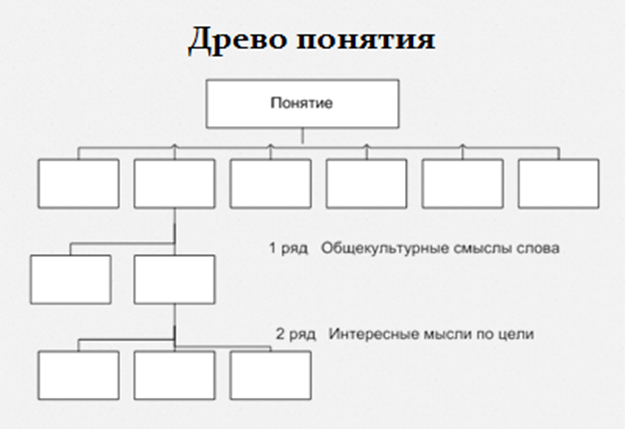 Древо понятия
Понятие
1 ряд Общекультурные смыслы слова
2 ряд Интересные мысли по цели